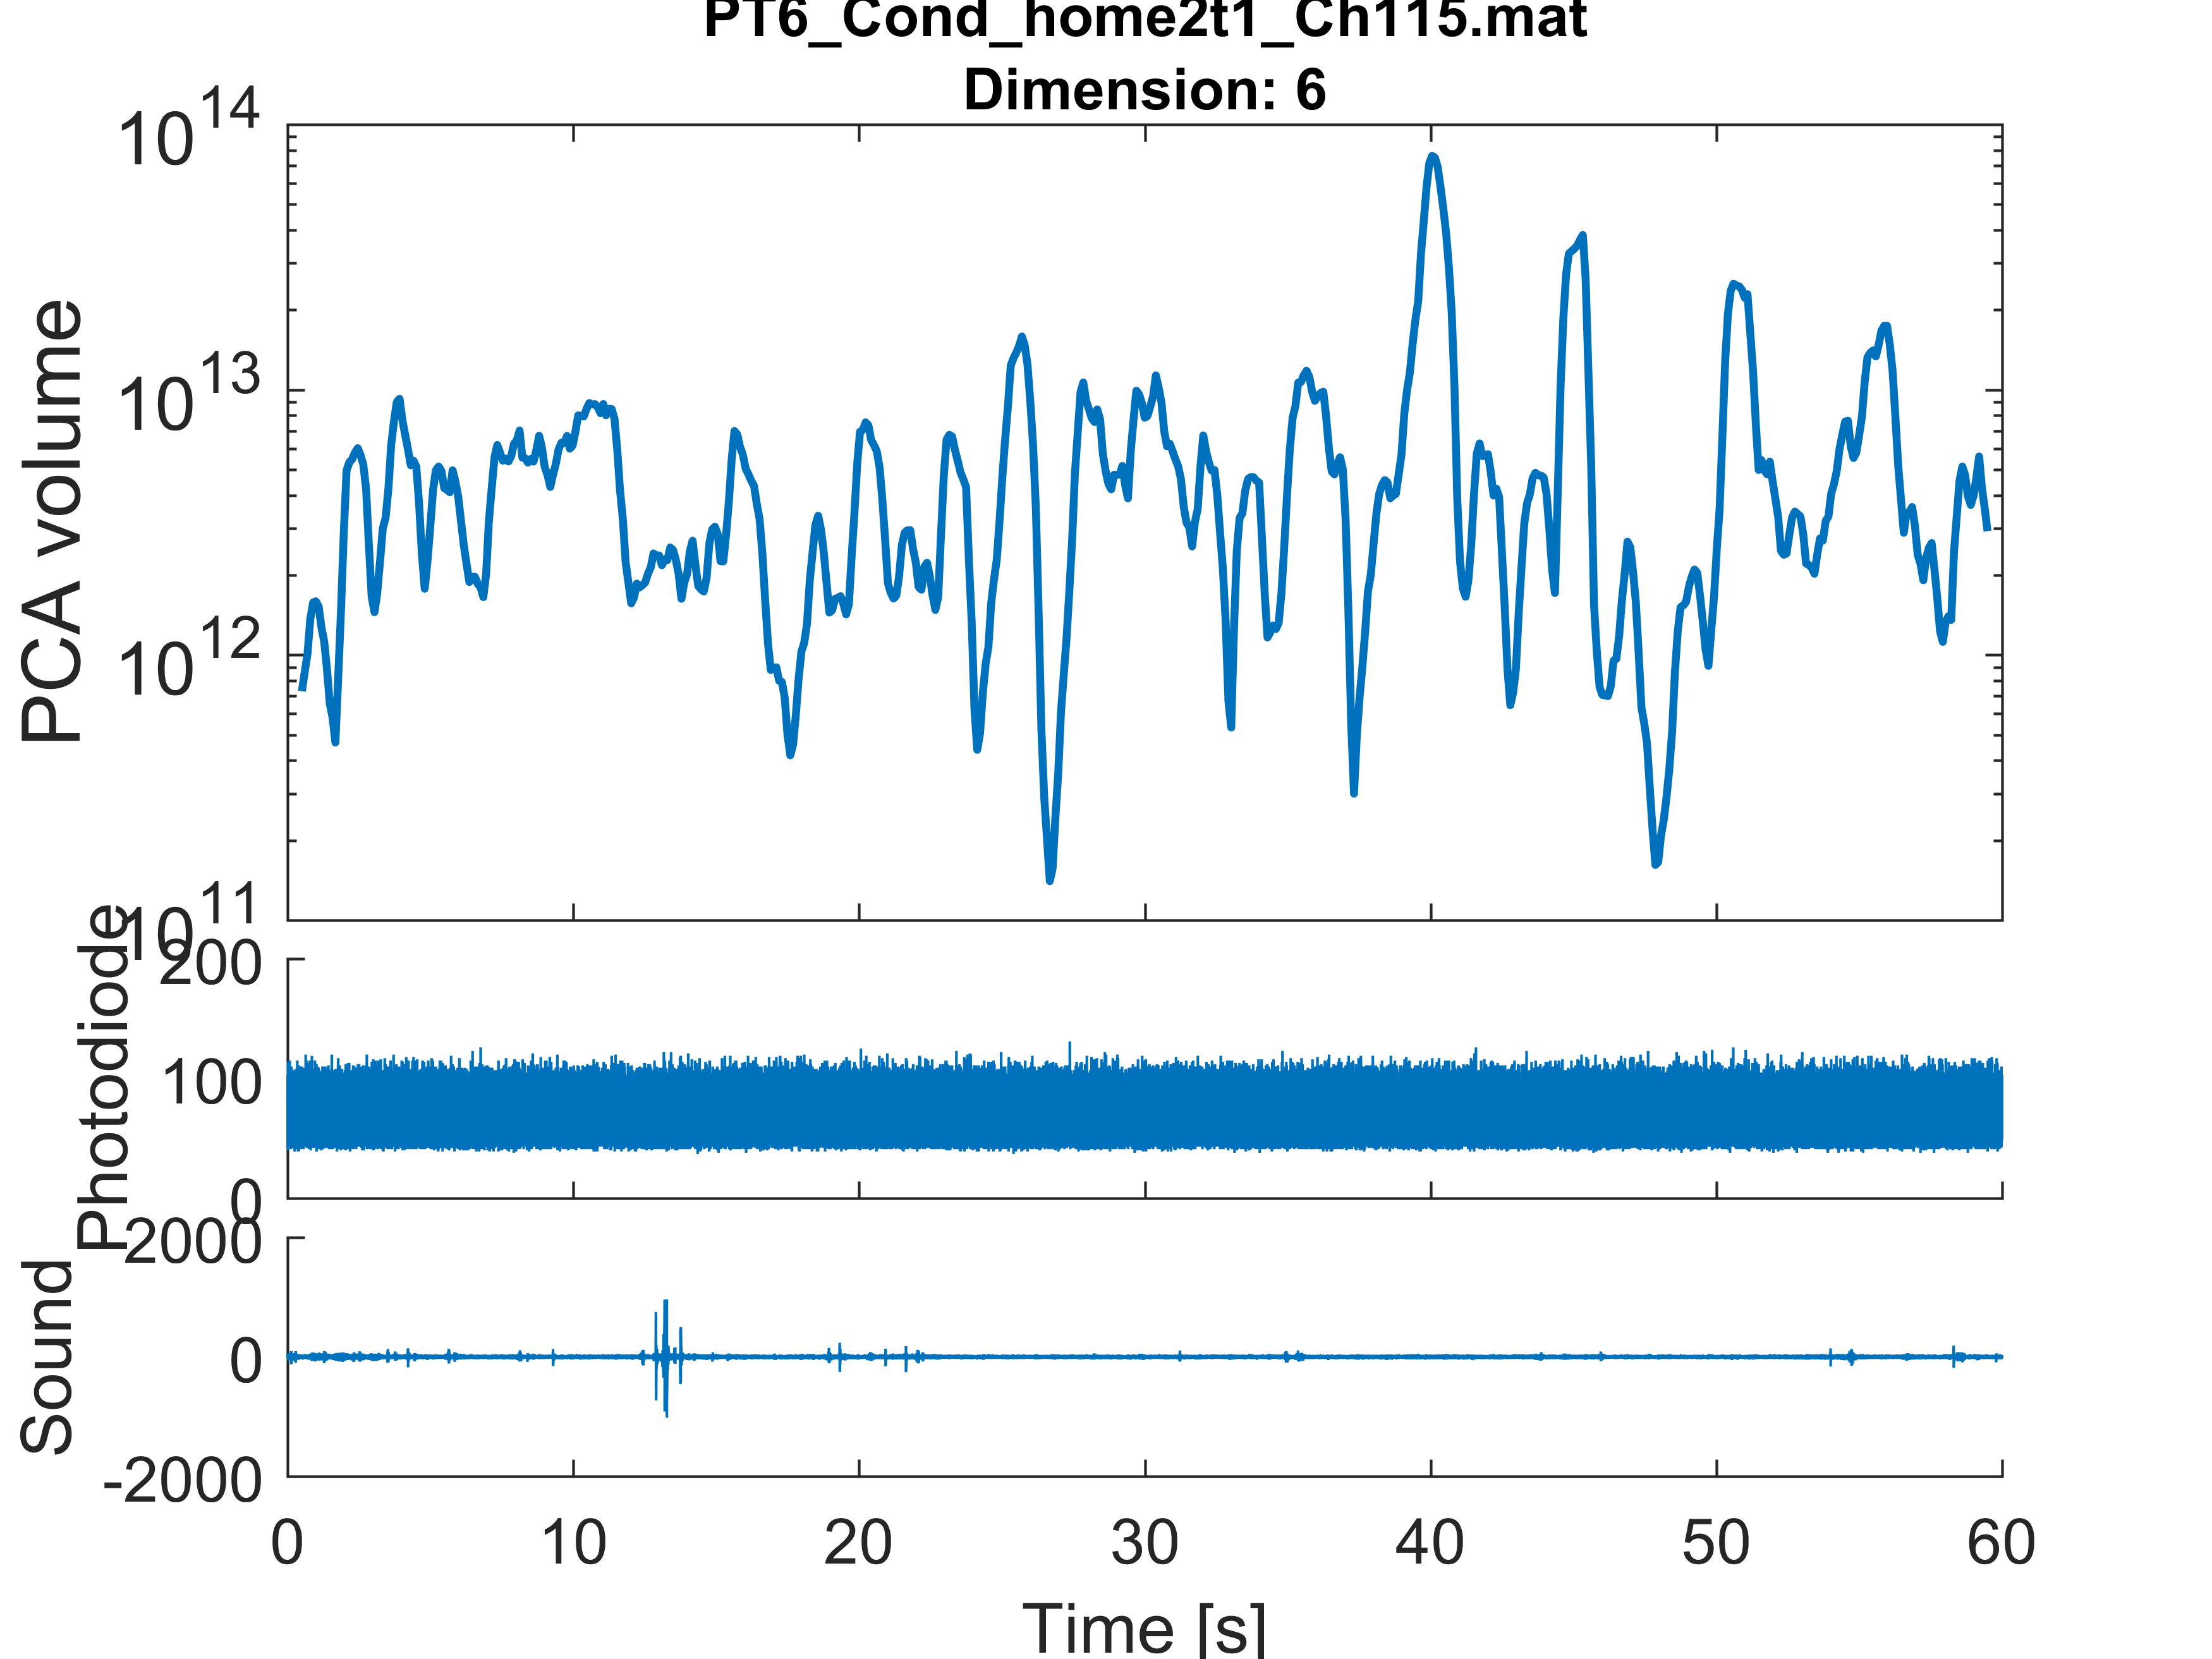 PT6_Cond_home2t1_Ch115.mat
Dimension: 6
PCA volume
10^14
10^13
10^12
10^11
Photodiode
200
100
0
Sound
2000
0
-2000
0 10 20 30 40 50 60
Time [s]